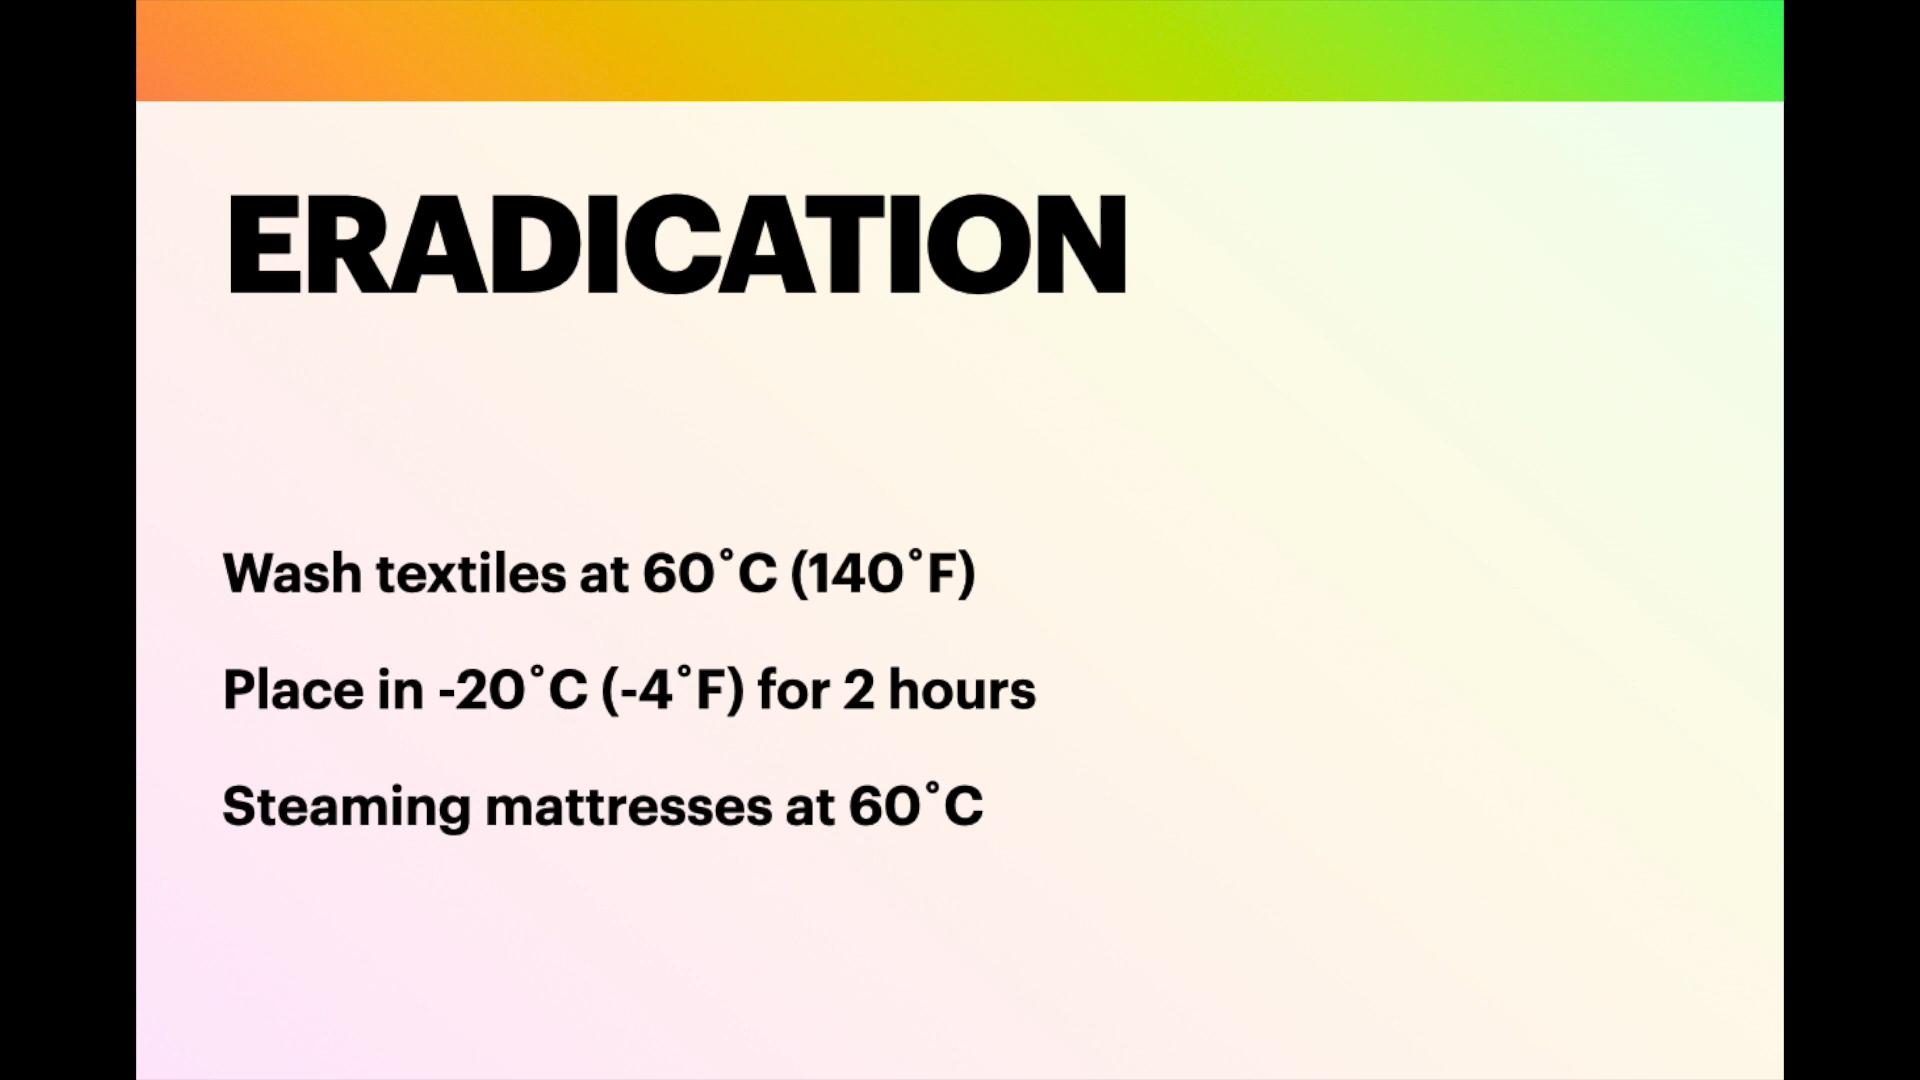 ERADICATION
Wash textiles at 60˚C (140˚F)
Place in -20˚C (-4˚F) for 2 hours
Steaming mattresses at 60˚C